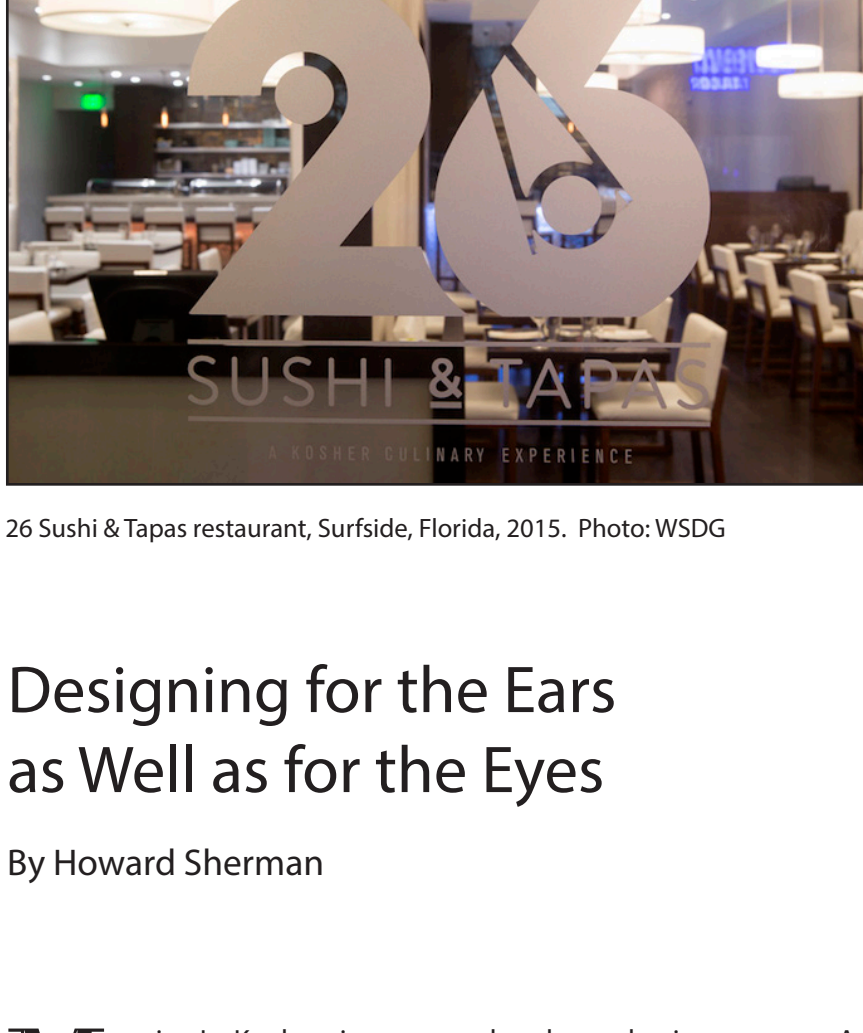 26
SUSHI & TAPAS
A KOSHER CULINARY EXPERIENCE
26 Sushi & Tapas restaurant, Surfside, Florida, 2015. Photo: WSDG
Designing for the Ears
as Well as for the Eyes
By Howard Sherman